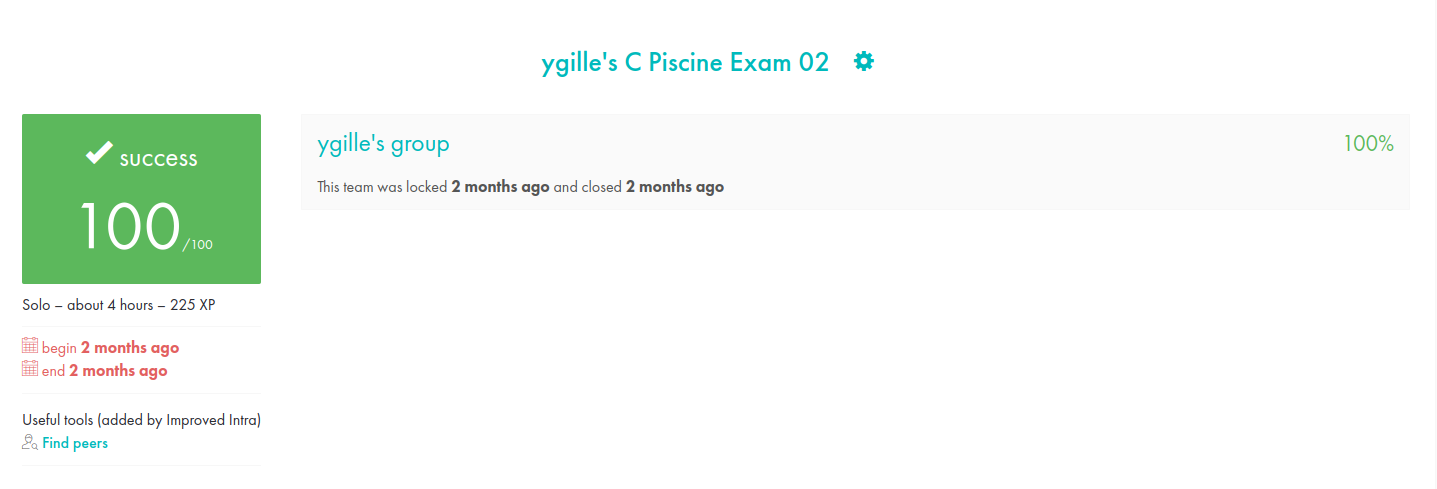 ygille's C Piscine Exam 02
success
100/100
Solo – about 4 hours – 225 XP
begin 2 months ago
end 2 months ago
Useful tools (added by Improved Intra)
Find peers
ygille's group
100%
This team was locked 2 months ago and closed 2 months ago